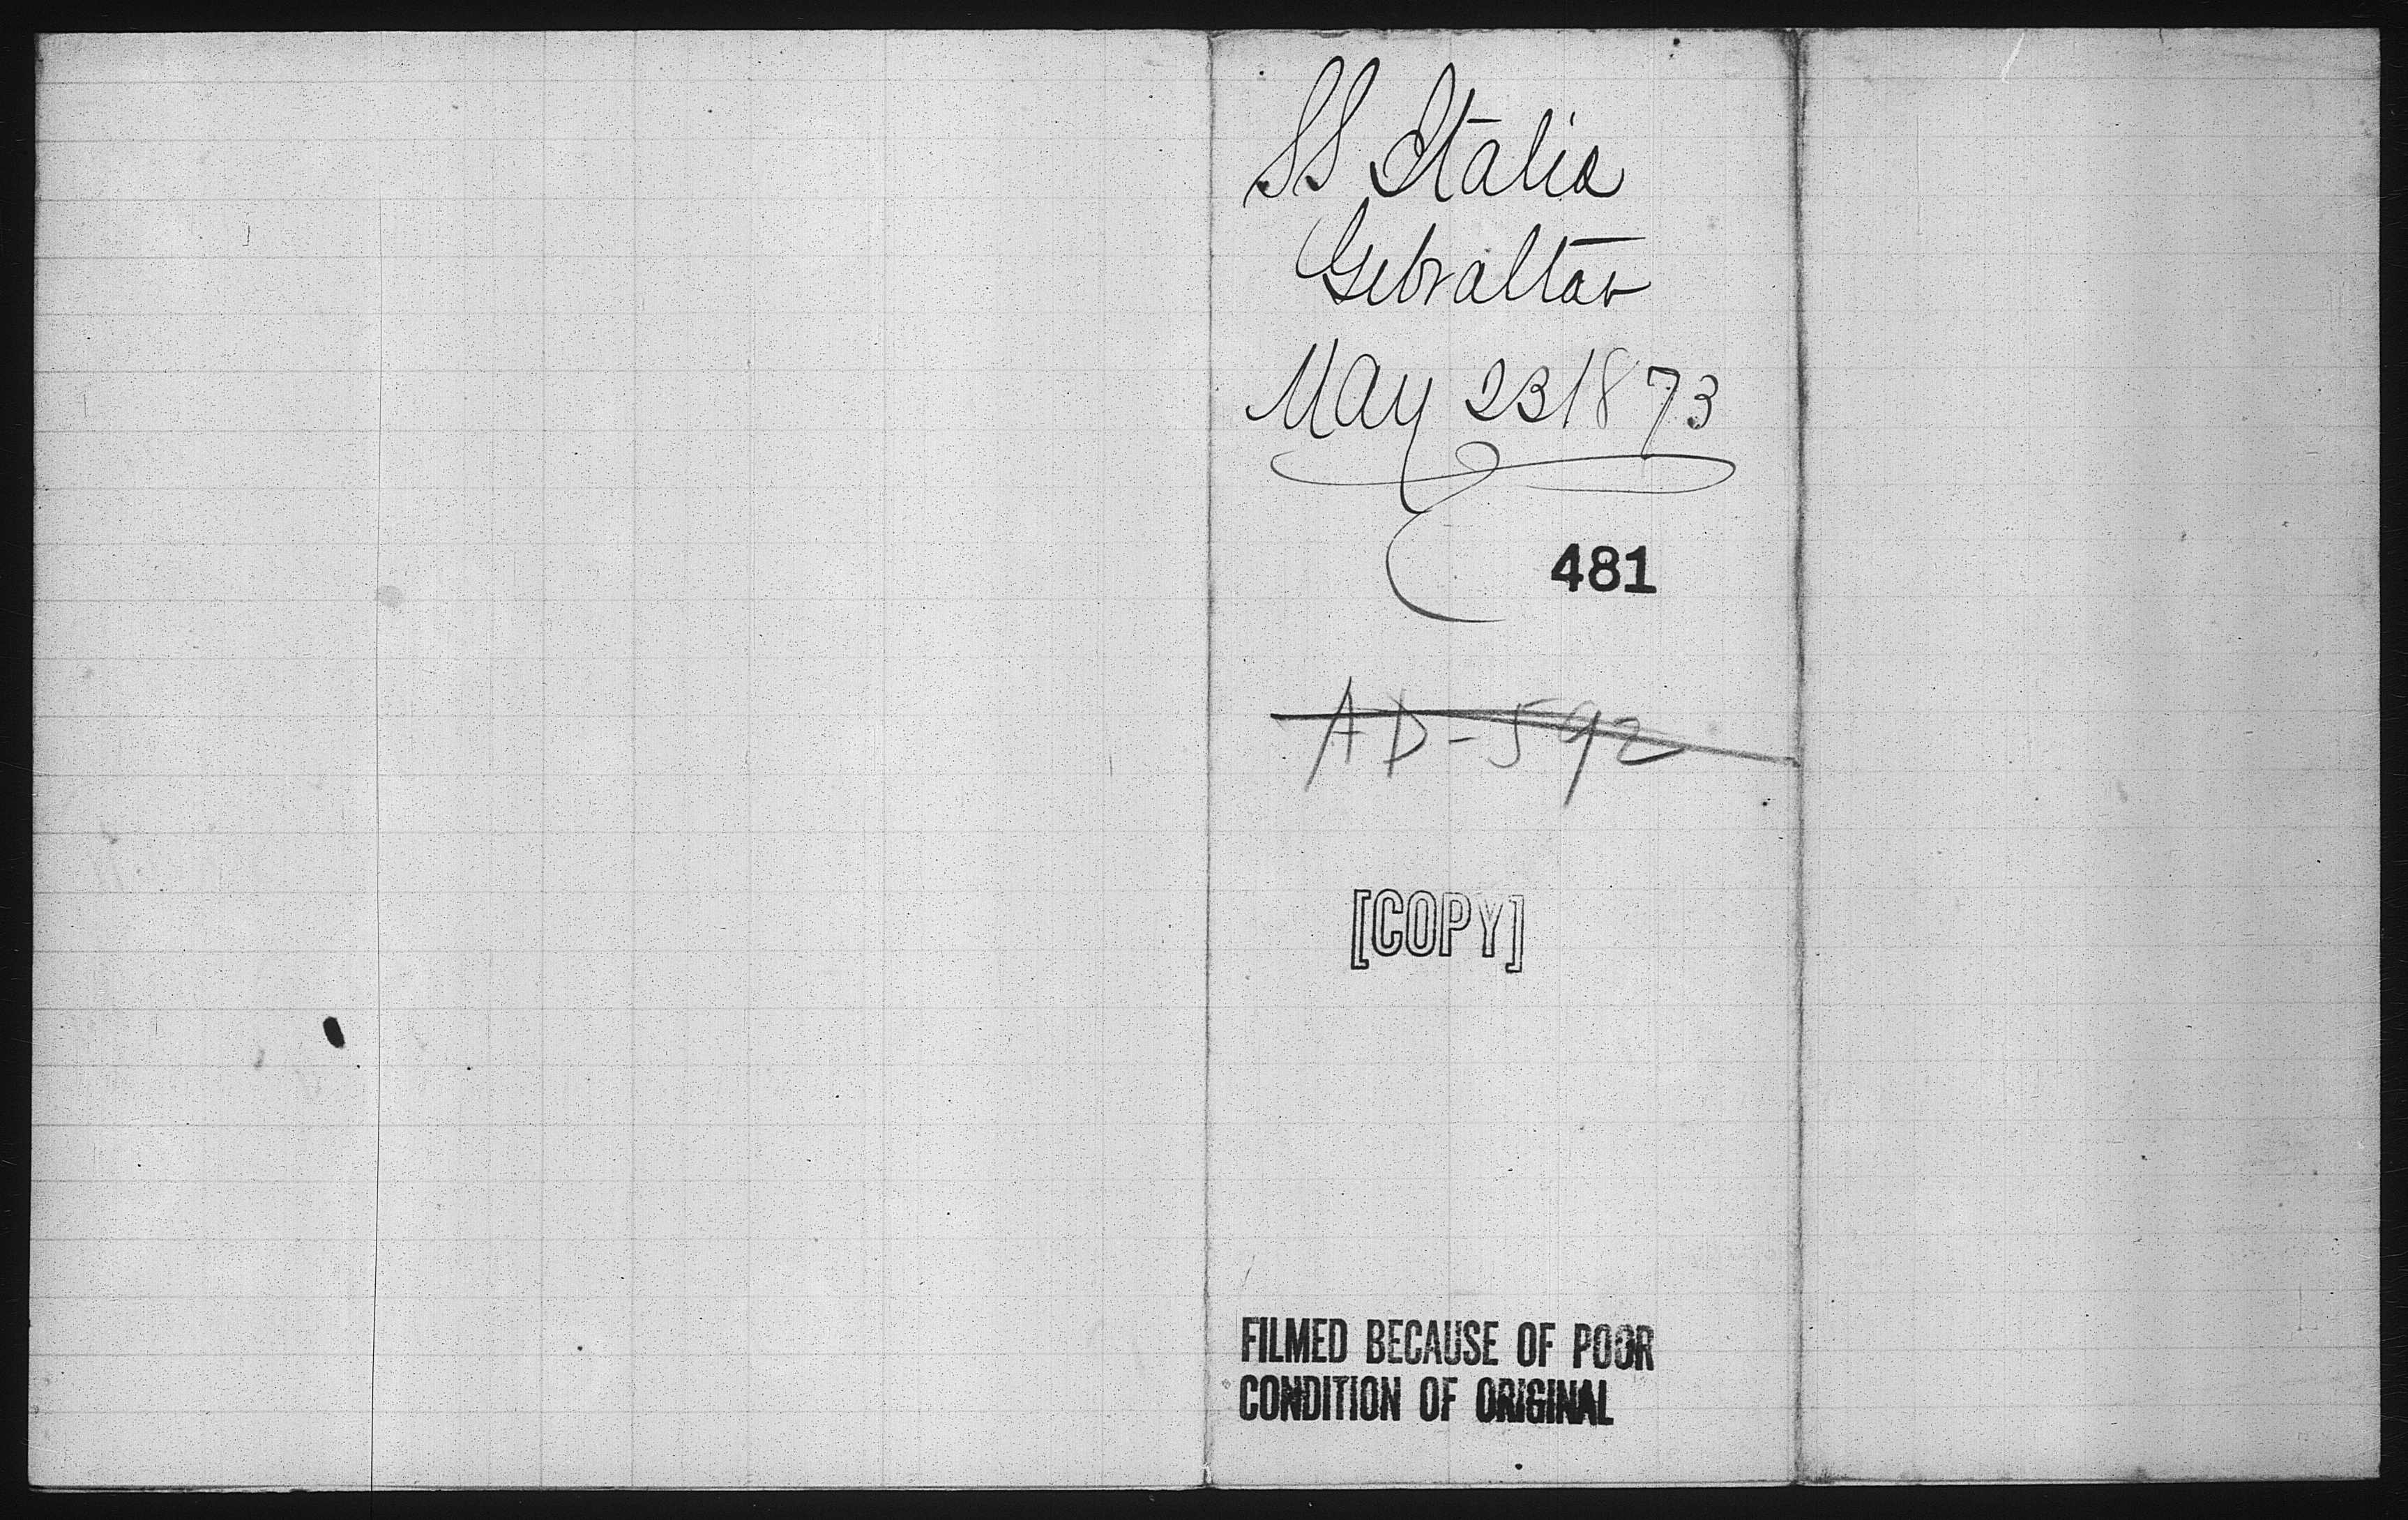 SS Italia
Gibraltar
May 23 1873
481
AD-592
[COPY]
FILMED BECAUSE OF POOR
CONDITION OF ORIGINAL